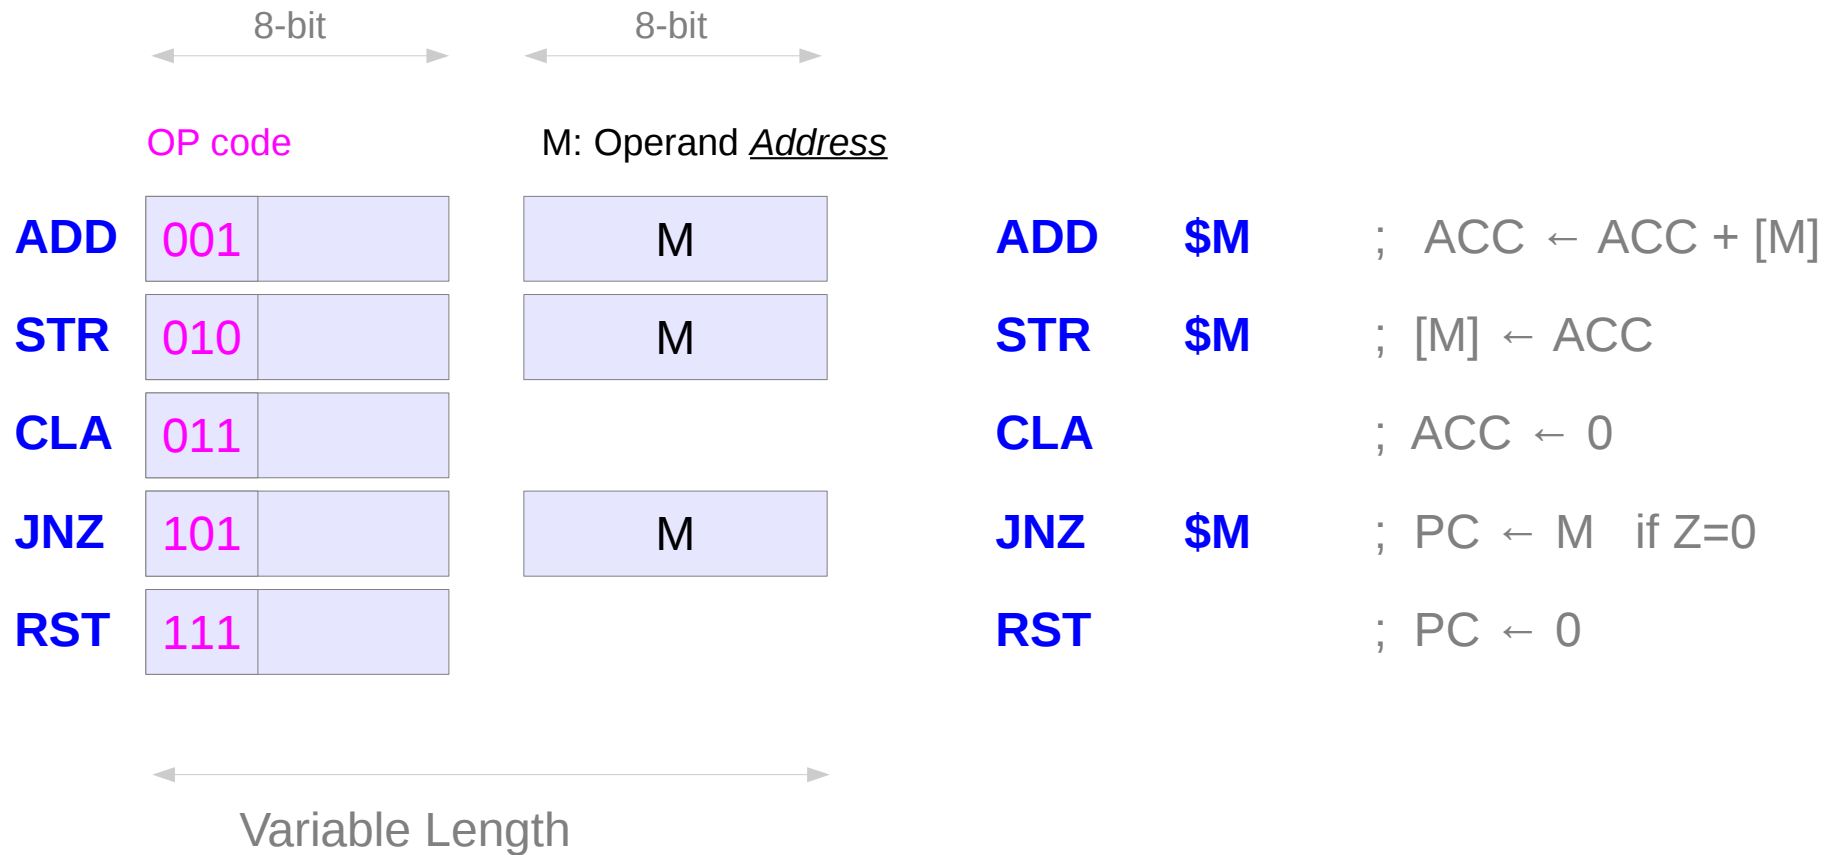 8-bit 8-bit
OP code M: Operand Address
ADD 001 M ADD $M ; ACC ← ACC + [M]
STR 010 M STR $M ; [M] ← ACC
CLA 011 CLA ; ACC ← 0
JNZ 101 M JNZ $M ; PC ← M if Z=0
RST 111 RST ; PC ← 0
Variable Length